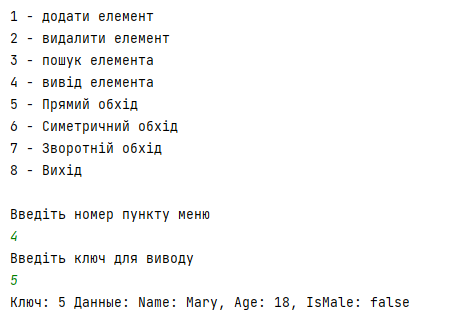 1 - додати елемент
2 - видалити елемент
3 - пошук елемента
4 - вивід елемента
5 - Прямий обхід
6 - Симетричний обхід
7 - Зворотній обхід
8 - Вихід
Введіть номер пункту меню
4
Введіть ключ для виводу
5
Ключ: 5 Данные: Name: Mary, Age: 18, IsMale: false